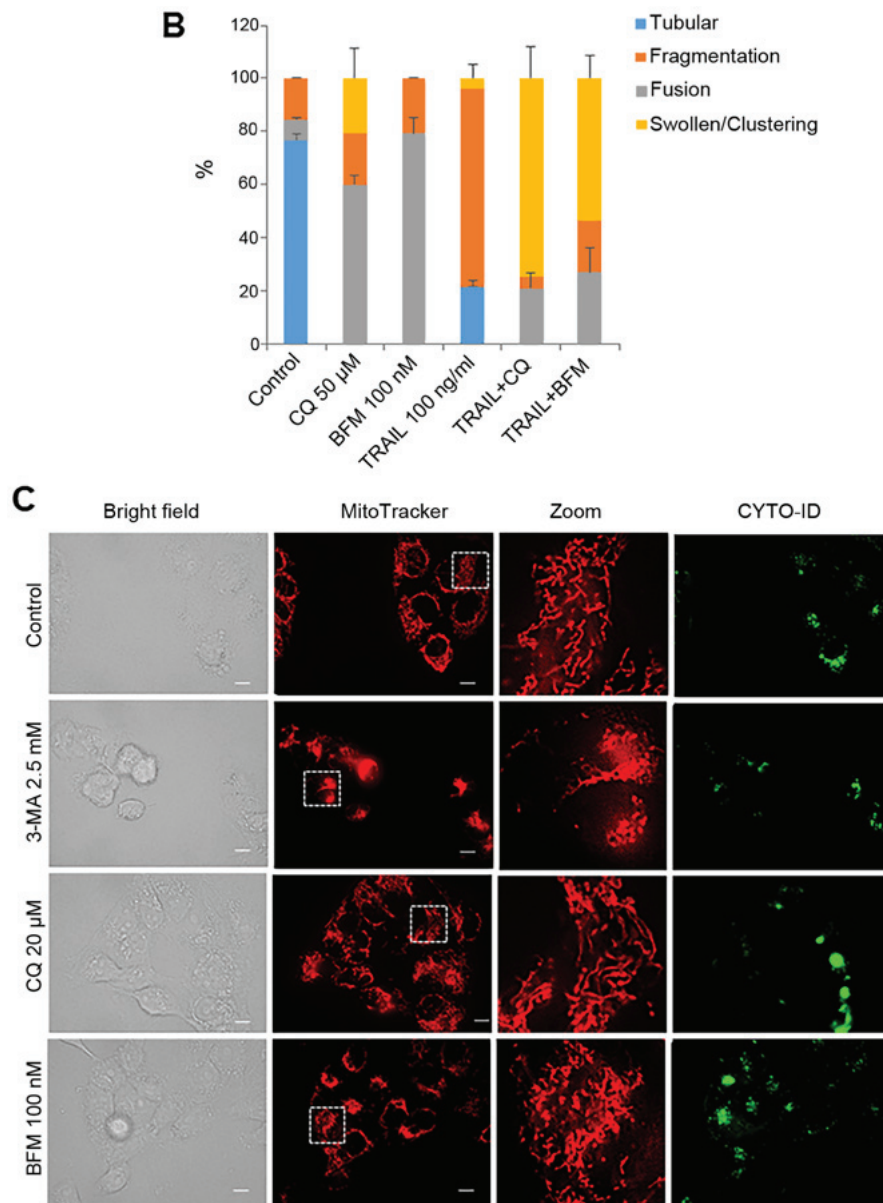 B
120
100
80
60
40
20
0
%
Tubular
Fragmentation
Fusion
Swollen/Clustering
Control
CQ 50 µM
BFM 100 nM
TRAIL 100 ng/ml
TRAIL+CQ
TRAIL+BFM
C
Bright field MitoTracker Zoom CYTO-ID
Control
3-MA 2.5 mM
CQ 20 µM
BFM 100 nM